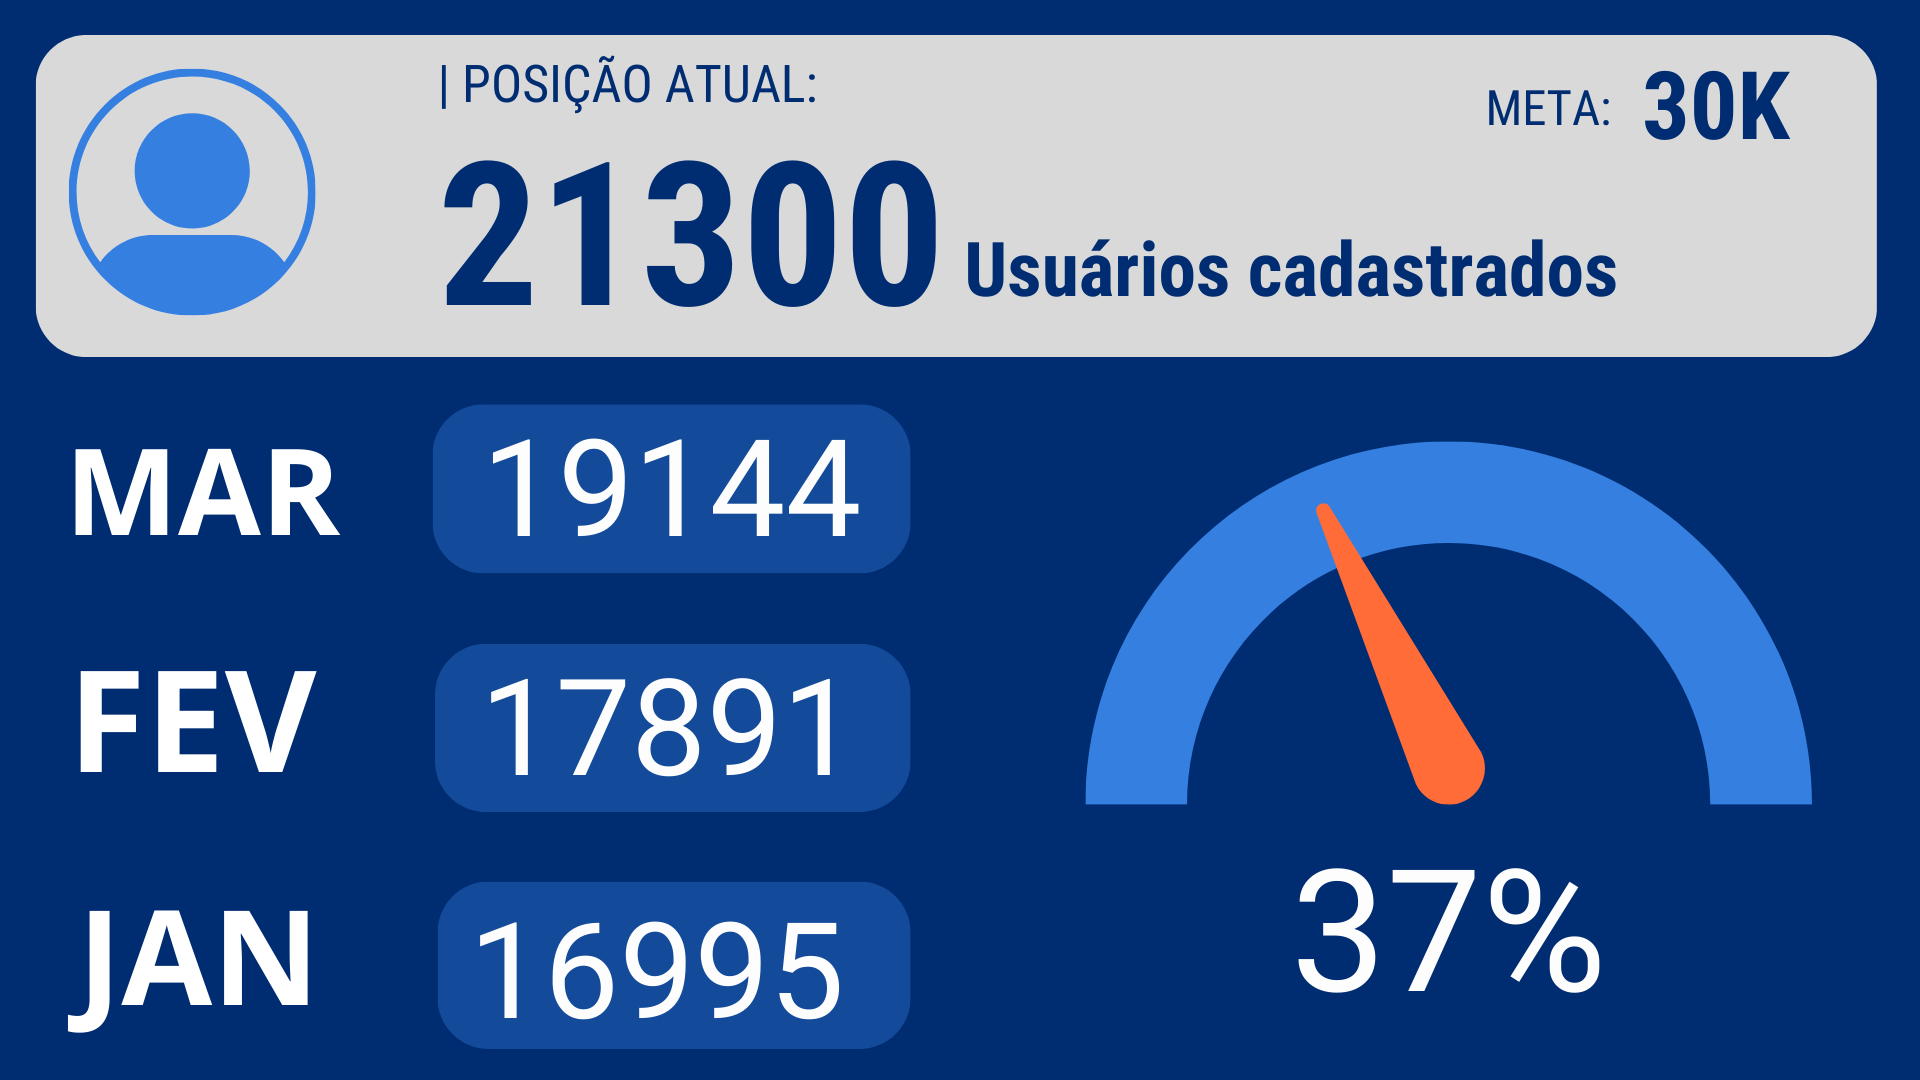 | POSIÇÃO ATUAL:
META: 30K
21300 Usuários cadastrados
MAR 19144
FEV 17891
JAN 16995
37%